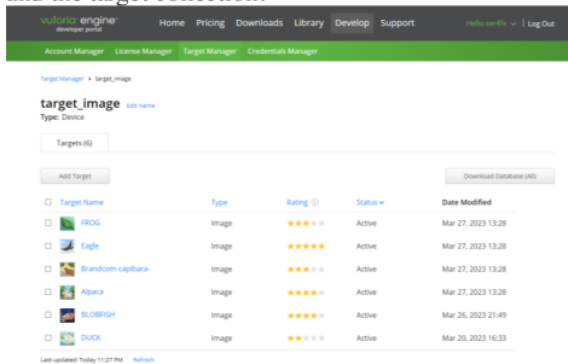 and the target collection.
vuforia engine Home Pricing Downloads Library Develop Support Log Out
developer portal
Account Manager License Manager Target Manager Credentials Manager
Target Manager > target_image
target_image Edit Name
Type: Device
Targets (6)
Add Target Download Database (All)
Target Name Type Rating Status Date Modified
FROG Image Active Mar 27, 2023 13:28
Eagle Image Active Mar 27, 2023 13:28
Brandcom-capibara- Image Active Mar 27, 2023 13:28
Alpaca Image Active Mar 27, 2023 13:28
BLOBFISH Image Active Mar 26, 2023 21:49
DUCK Image Active Mar 20, 2023 16:33
Last updated: Today 11:27 PM Refresh